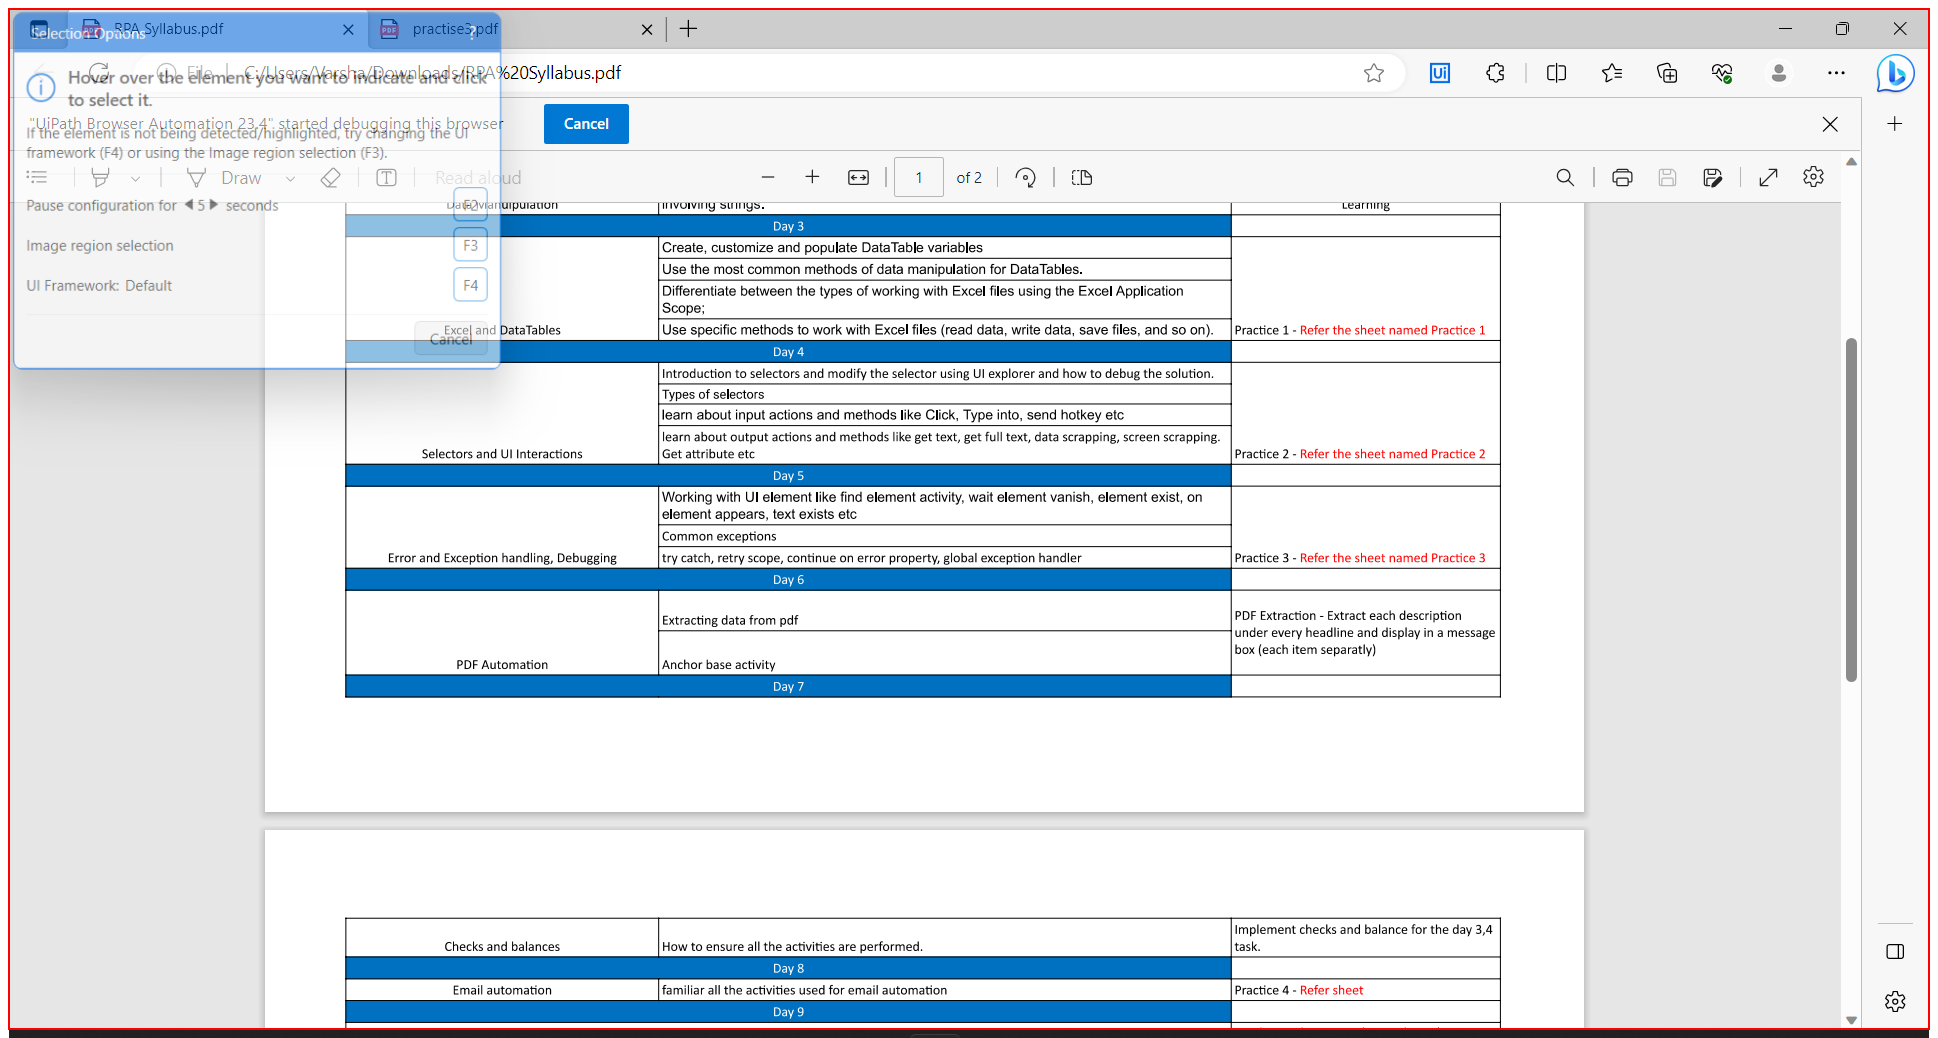 RPA Syllabus.pdf
practise3.pdf
Selection Options
?
File
C:/Users/Varsha/Downloads/RPA%20Syllabus.pdf
Hover over the element you want to indicate and click
to select it.
"UiPath Browser Automation 23.4" started debugging this browser
Cancel
If the element is not being detected/highlighted, try changing the UI
framework (F4) or using the Image region selection (F3).
Draw
Read aloud
1
of 2
Pause configuration for 5 seconds
F2
Image region selection
F3
UI Framework: Default
F4
Cancel
involving strings.
Learning
Day 3
Create, customize and populate DataTable variables
Use the most common methods of data manipulation for DataTables.
Differentiate between the types of working with Excel files using the Excel Application
Scope;
Excel and DataTables
Use specific methods to work with Excel files (read data, write data, save files, and so on).
Practice 1 - Refer the sheet named Practice 1
Day 4
Introduction to selectors and modify the selector using UI explorer and how to debug the solution.
Types of selectors
learn about input actions and methods like Click, Type into, send hotkey etc
learn about output actions and methods like get text, get full text, data scrapping, screen scrapping.
Get attribute etc
Selectors and UI Interactions
Practice 2 - Refer the sheet named Practice 2
Day 5
Working with UI element like find element activity, wait element vanish, element exist, on
element appears, text exists etc
Common exceptions
Error and Exception handling, Debugging
try catch, retry scope, continue on error property, global exception handler
Practice 3 - Refer the sheet named Practice 3
Day 6
Extracting data from pdf
PDF Extraction - Extract each description
under every headline and display in a message
box (each item separatly)
PDF Automation
Anchor base activity
Day 7
Checks and balances
How to ensure all the activities are performed.
Implement checks and balance for the day 3,4
task.
Day 8
Email automation
familiar all the activities used for email automation
Practice 4 - Refer sheet
Day 9